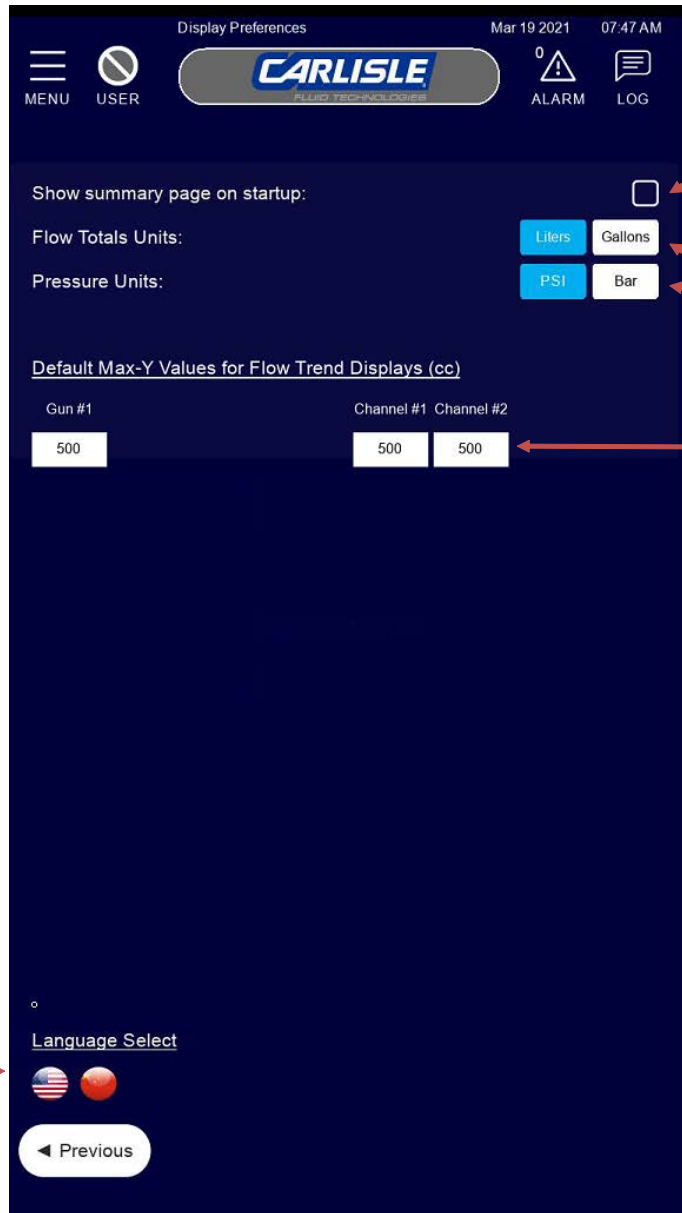 Display Preferences Mar 19 2021 07:47 AM
MENU USER CARLISLE 0 ALARM LOG
FLUID TECHNOLOGIES
Show summary page on startup:
Flow Totals Units: Liters Gallons
Pressure Units: PSI Bar
Default Max-Y Values for Flow Trend Displays (cc)
Gun #1 Channel #1 Channel #2
500 500 500
Language Select
◄ Previous